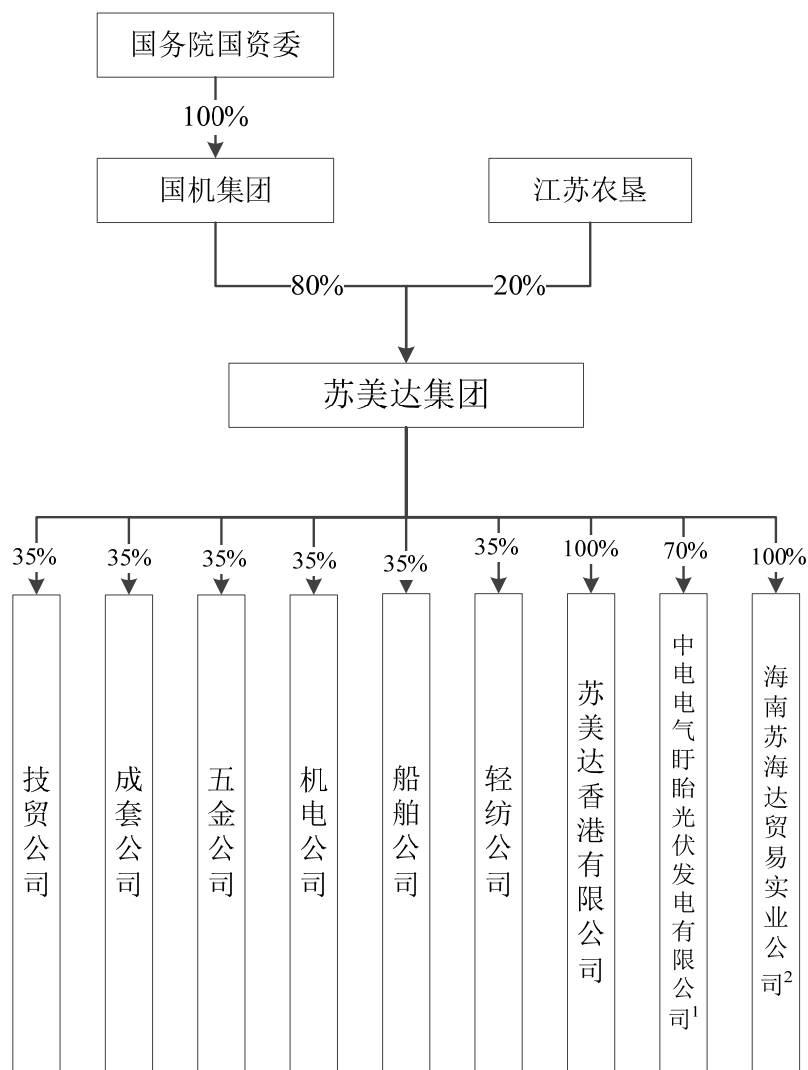 国务院国资委
100%
国机集团
江苏农垦
80%
20%
苏美达集团
35%
35%
35%
35%
35%
35%
100%
70%
100%
技贸公司
成套公司
五金公司
机电公司
船舶公司
轻纺公司
苏美达香港有限公司
中电电气盱眙光伏发电有限公司1
海南苏海达贸易实业公司2